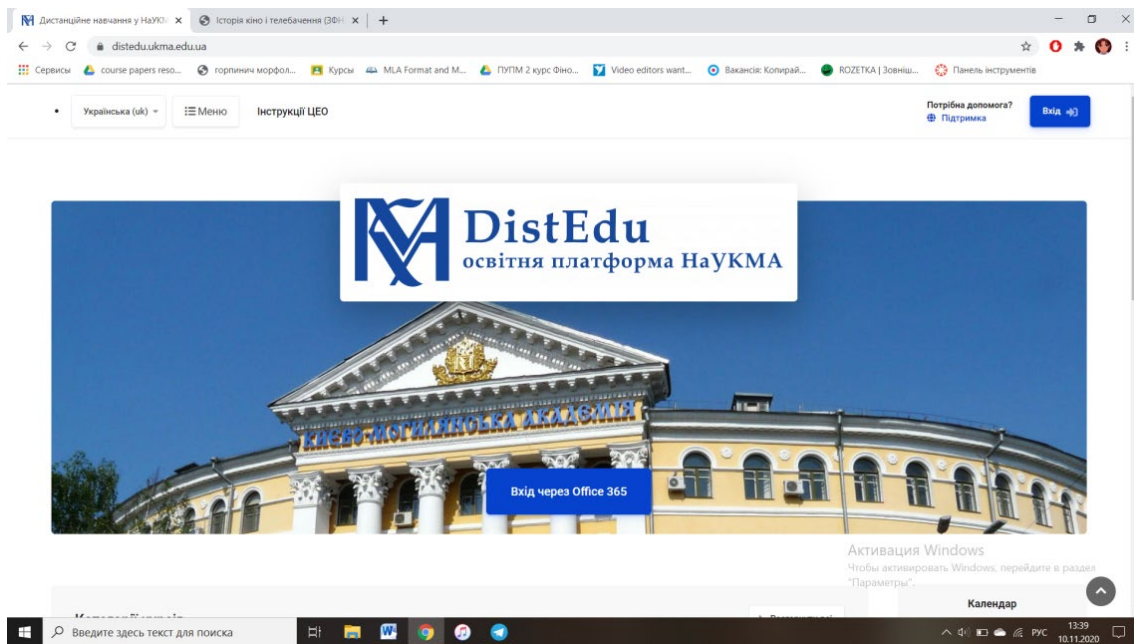 Дистанційне навчання у НаУКМ
Історія кіно і телебачення (ЗФН
distedu.ukma.edu.ua
Сервисы
course papers reso...
горпинич морфол...
Курсы
MLA Format and M...
ПУПМ 2 курс Фіно...
Video editors want...
Вакансія: Копирай...
ROZETKA | Зовніш...
Панель інструментів
Українська (uk)
Меню
Інструкції ЦЕО
Потрібна допомога?
Підтримка
Вхід
DistEdu
освітня платформа НаУКМА
КИЄВО-МОГИЛЯНСЬКА АКАДЕМІЯ
Вхід через Office 365
Активация Windows
Чтобы активировать Windows, перейдите в раздел
"Параметры".
Календар
Введите здесь текст для поиска
РУС
13:39
10.11.2020